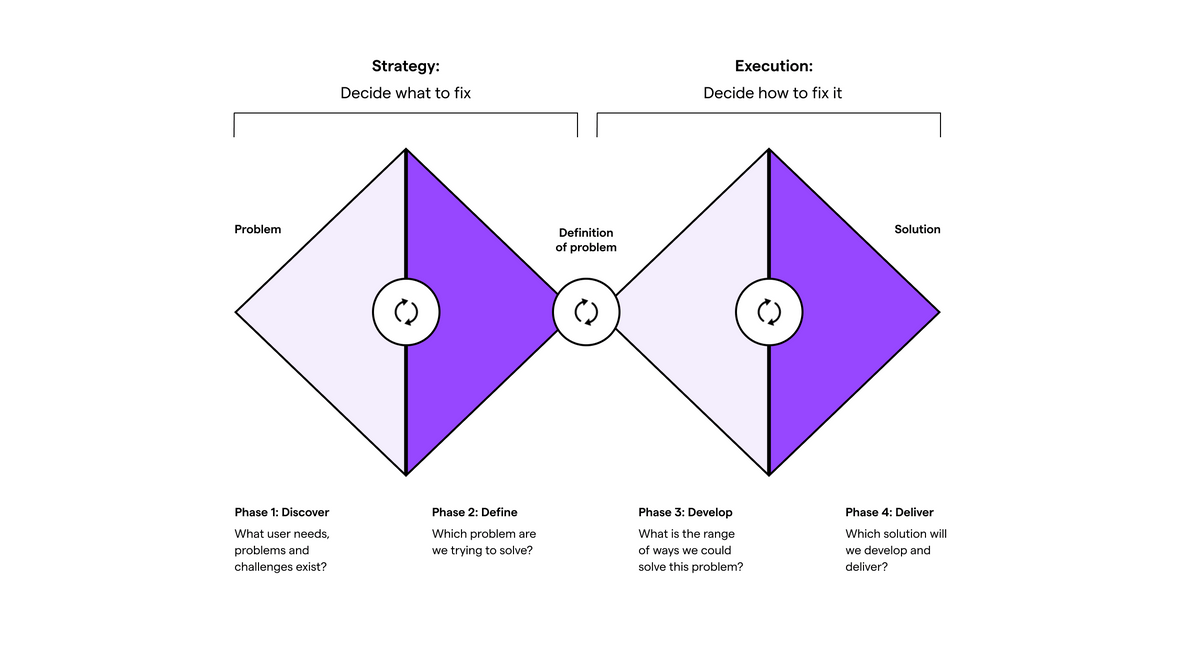 Strategy:
Decide what to fix
Execution:
Decide how to fix it
Problem
Definition
of problem
Solution
Phase 1: Discover
What user needs,
problems and
challenges exist?
Phase 2: Define
Which problem are
we trying to solve?
Phase 3: Develop
What is the range
of ways we could
solve this problem?
Phase 4: Deliver
Which solution will
we develop and
deliver?